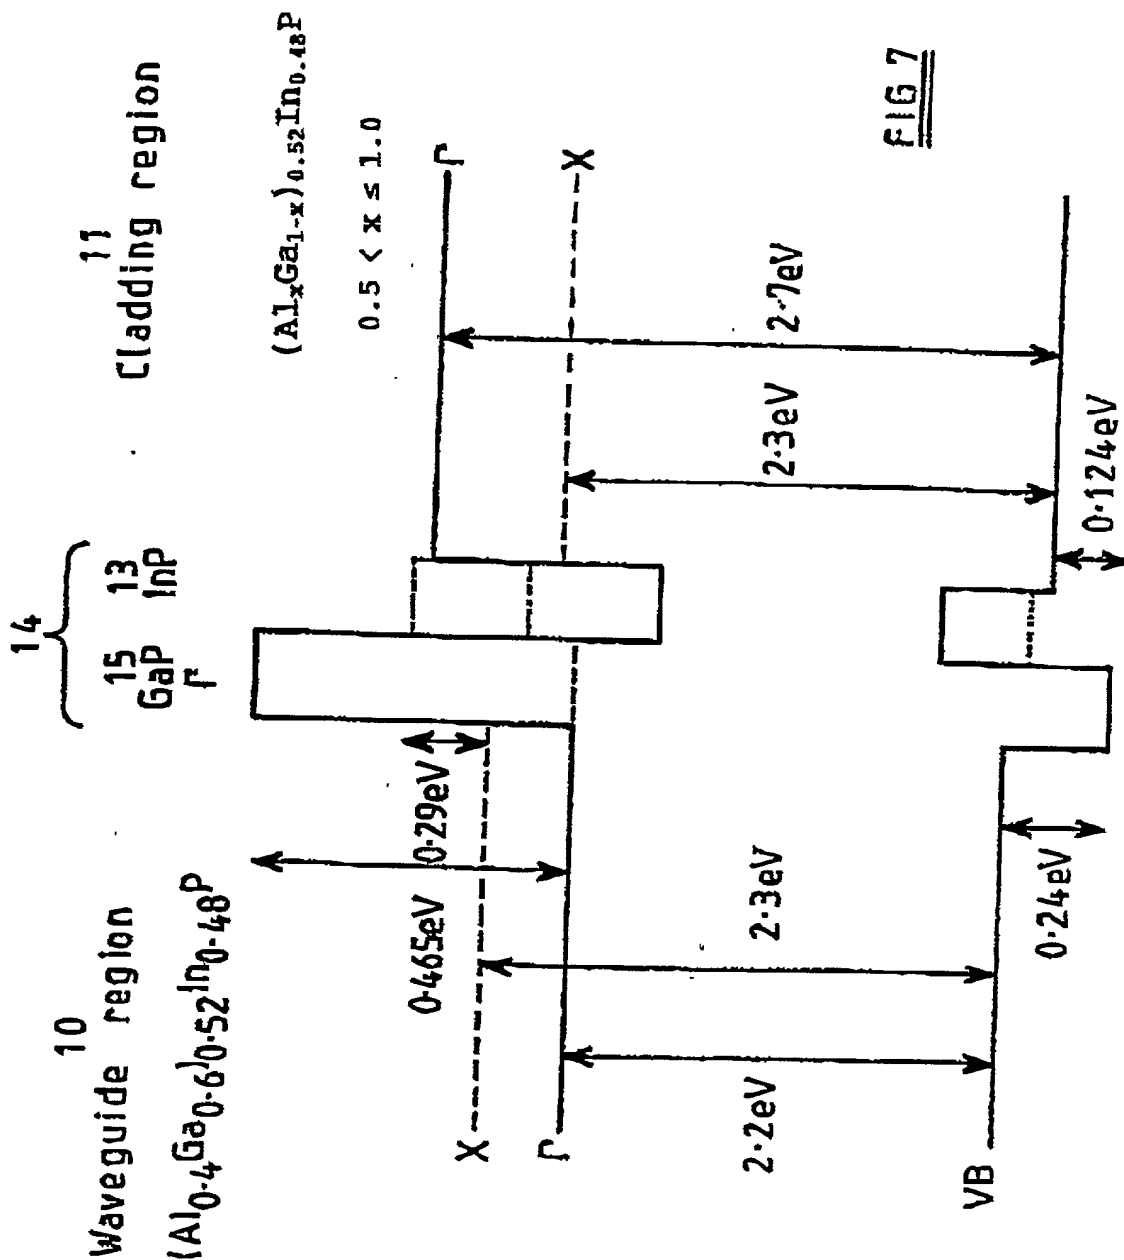 14
10
Waveguide region
(Al0·4Ga0·6)0·52In0·48P
15
GaP
Γ
13
InP
11
Cladding region
(AlxGa1-x)0.52In0.48P
0.5 < x ≤ 1.0
X
Γ
VB
0·465eV
0·29eV
2·2eV
2·3eV
0·24eV
Γ
X
2·3eV
2·7eV
0·124eV
FIG 7